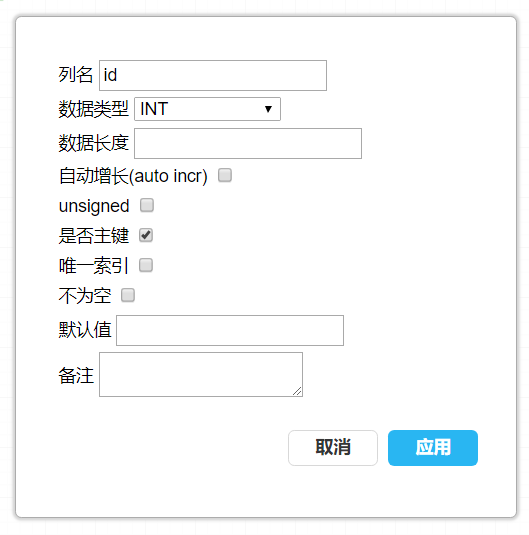 列名 id
数据类型 INT
数据长度
自动增长(auto incr)
unsigned
是否主键
唯一索引
不为空
默认值
备注
取消 应用